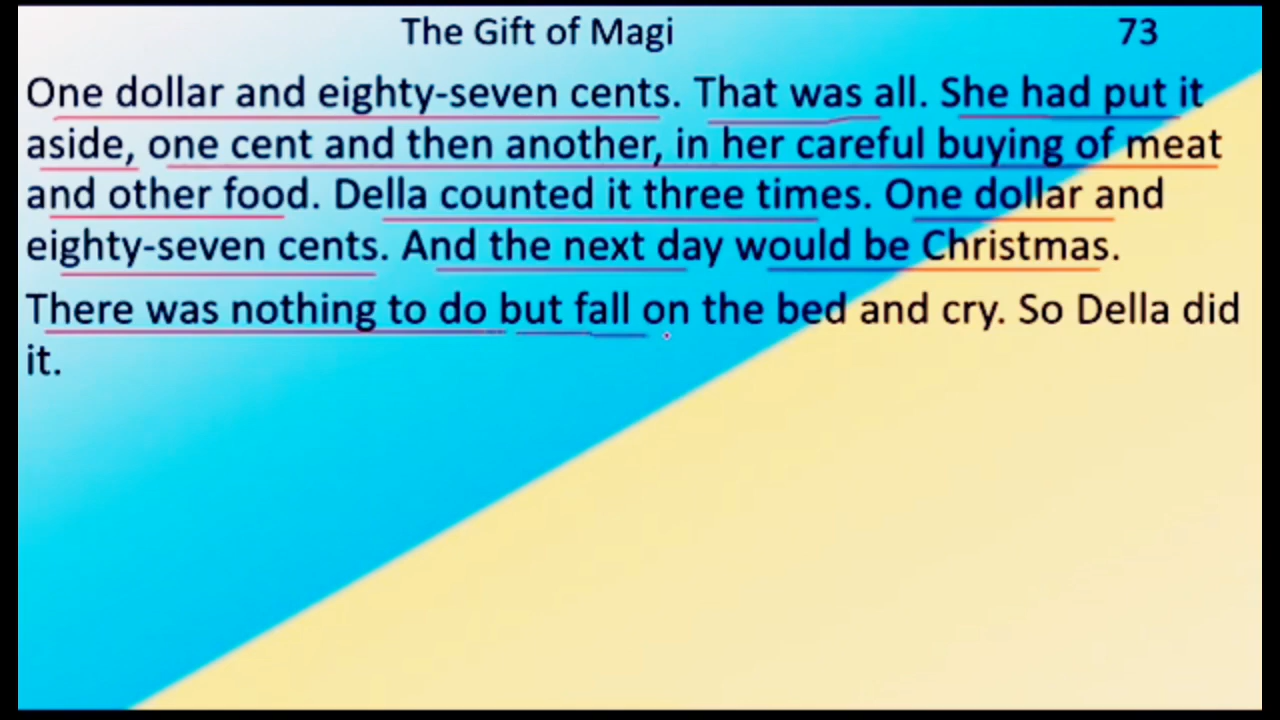 The Gift of Magi 73
One dollar and eighty-seven cents. That was all. She had put it
aside, one cent and then another, in her careful buying of meat
and other food. Della counted it three times. One dollar and
eighty-seven cents. And the next day would be Christmas.
There was nothing to do but fall on the bed and cry. So Della did
it.